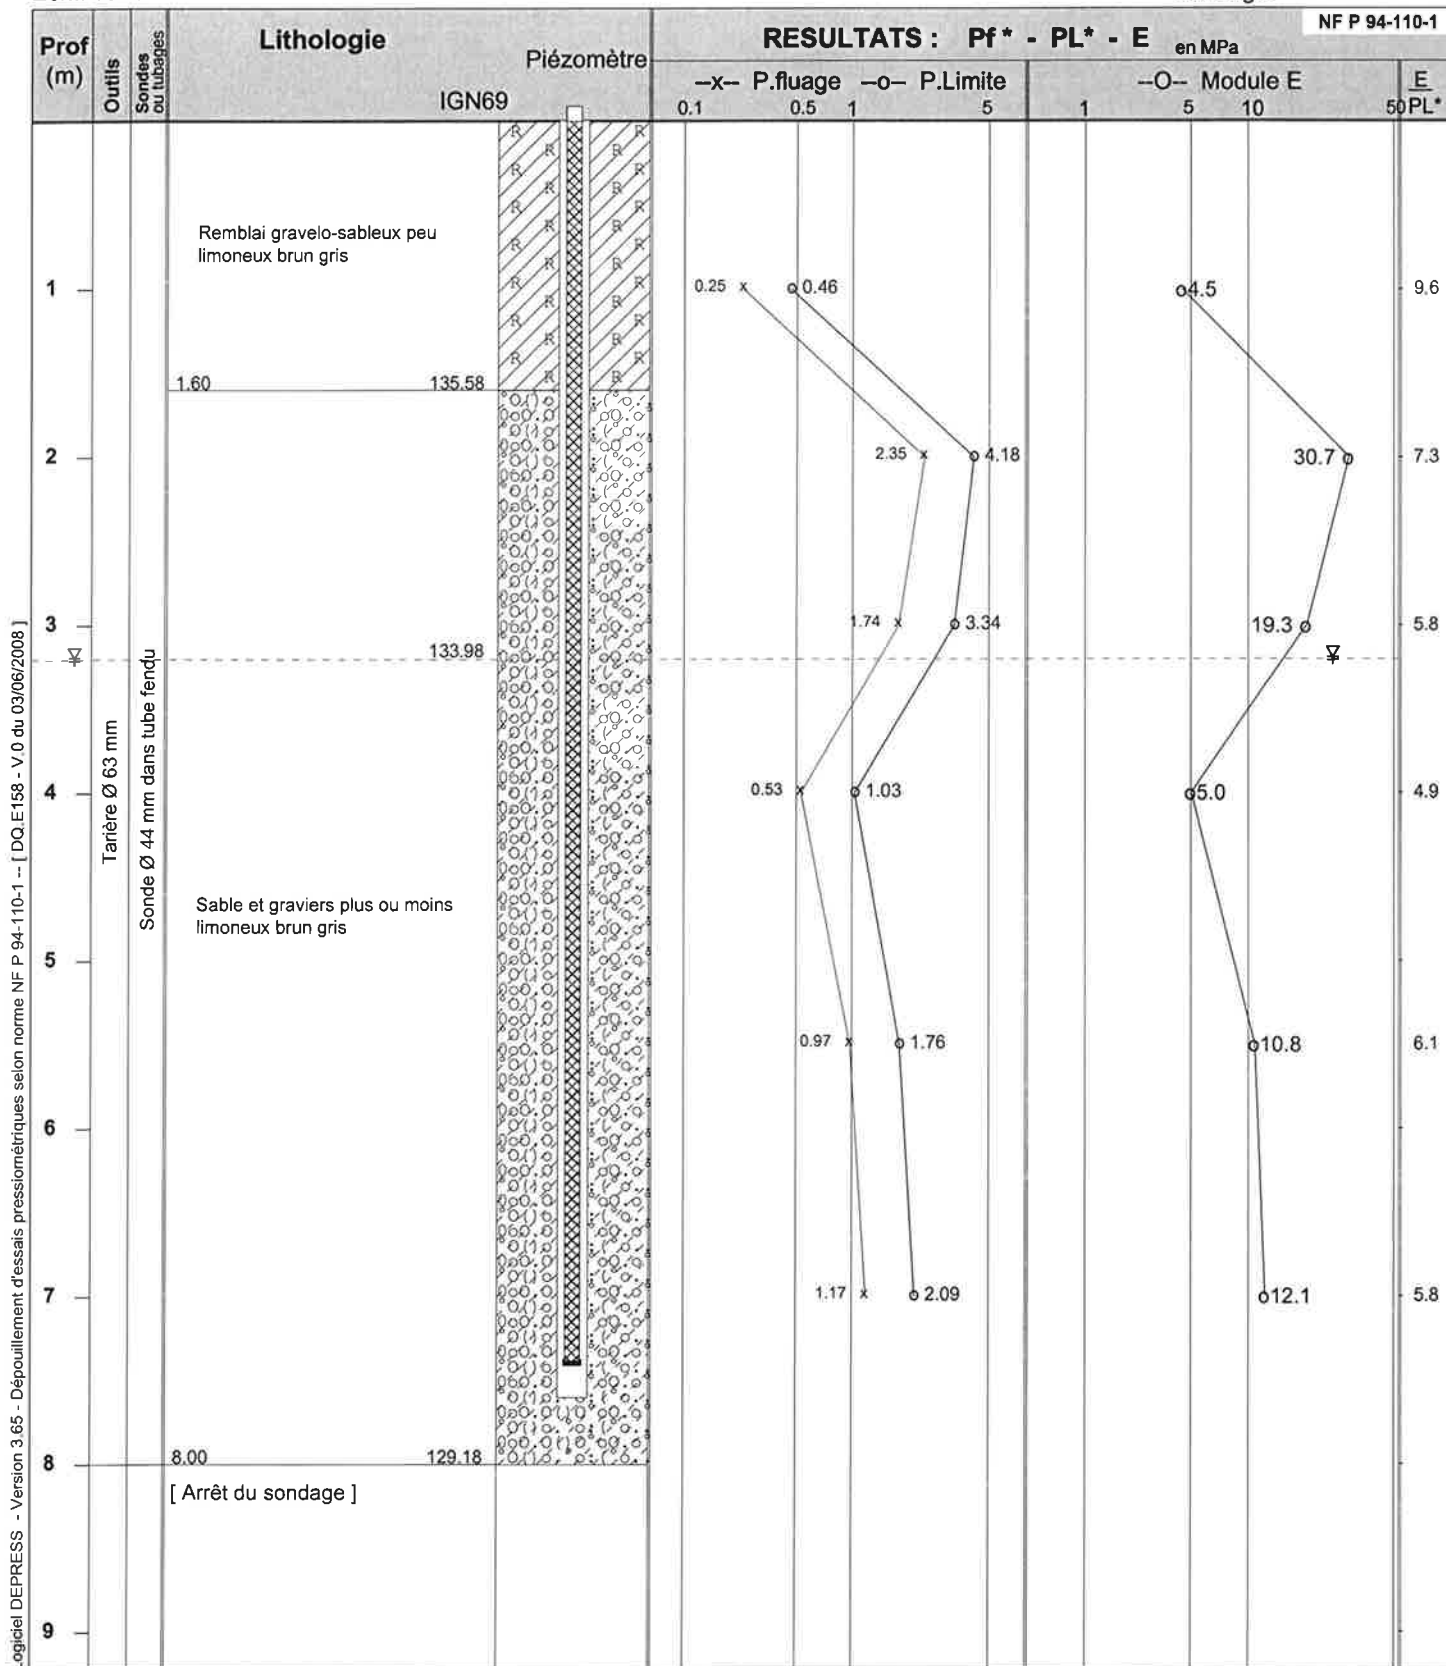 NF P 94-110-1
Prof
(m)
Outils
Sondes
ou tubages
Lithologie
Piézomètre
IGN69
RESULTATS : Pf* - PL* - E en MPa
--x-- P.fluage --o-- P.Limite
--O-- Module E
E
PL*
0.1 0.5 1 5 1 5 10 50
R R R R R R R R R R R R R R
R R R R R R R R R R R R R R
Remblai gravelo-sableux peu
limoneux brun gris
1 0.25 x 0.46 4.5 9.6
1.60 135.58
2 2.35 x 4.18 30.7 7.3
3 1.74 x 3.34 19.3 5.8
133.98
4 0.53 x 1.03 5.0 4.9
Sable et graviers plus ou moins
limoneux brun gris
5
0.97 x 1.76 10.8 6.1
6
7 1.17 x 2.09 12.1 5.8
8 8.00 129.18
[ Arrêt du sondage ]
9
Tarière Ø 63 mm
Sonde Ø 44 mm dans tube fendu
ogiciel DEPRESS - Version 3.65 - Dépouillement d'essais pressiométriques selon norme NF P 94-110-1 -- [ DQ.E158 - V.0 du 03/06/2008 ]